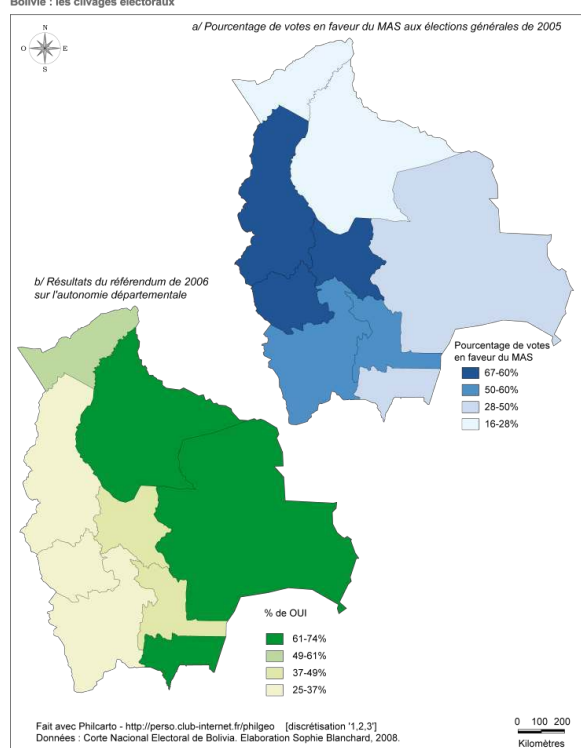 Bolivie : les clivages électoraux
a/ Pourcentage de votes en faveur du MAS aux élections générales de 2005
N
O
E
S
b/ Résultats du référendum de 2006
sur l'autonomie départementale
Pourcentage de votes
en faveur du MAS
67-60%
50-60%
28-50%
16-28%
% de OUI
61-74%
49-61%
37-49%
25-37%
Fait avec Philcarto - http://perso.club-internet.fr/philgeo [discrétisation '1,2,3']
Données : Corte Nacional Electoral de Bolivia. Elaboration Sophie Blanchard, 2008.
0 100 200
Kilomètres